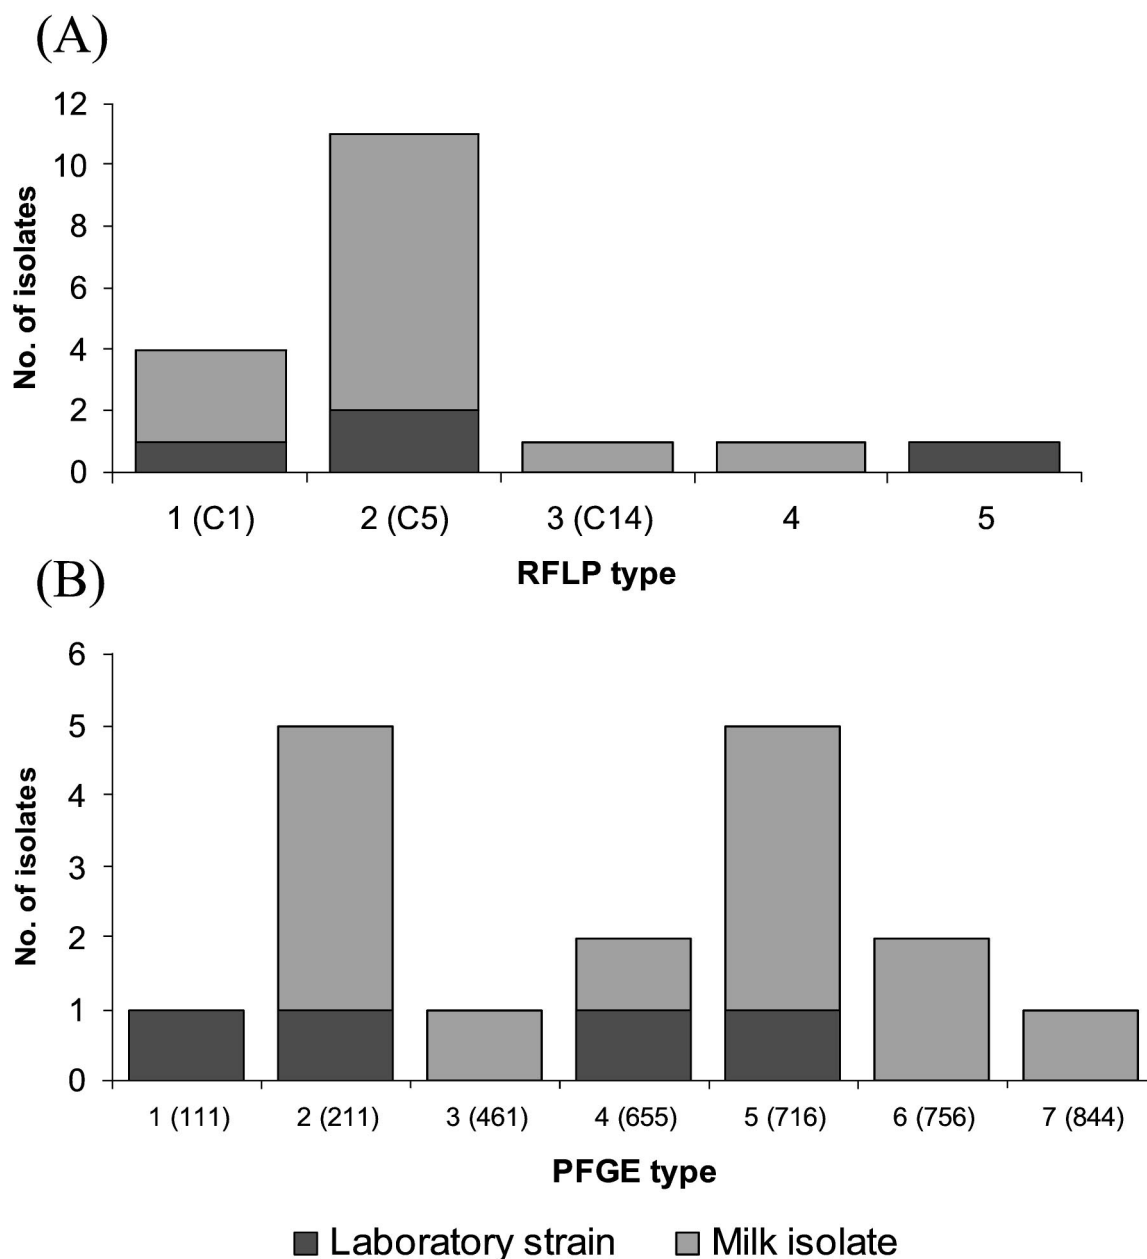 (A)
12
10
8
6
4
2
0
No. of isolates
1 (C1) 2 (C5) 3 (C14) 4 5
RFLP type
(B)
6
5
4
3
2
1
0
No. of isolates
1 (111) 2 (211) 3 (461) 4 (655) 5 (716) 6 (756) 7 (844)
PFGE type
Laboratory strain Milk isolate